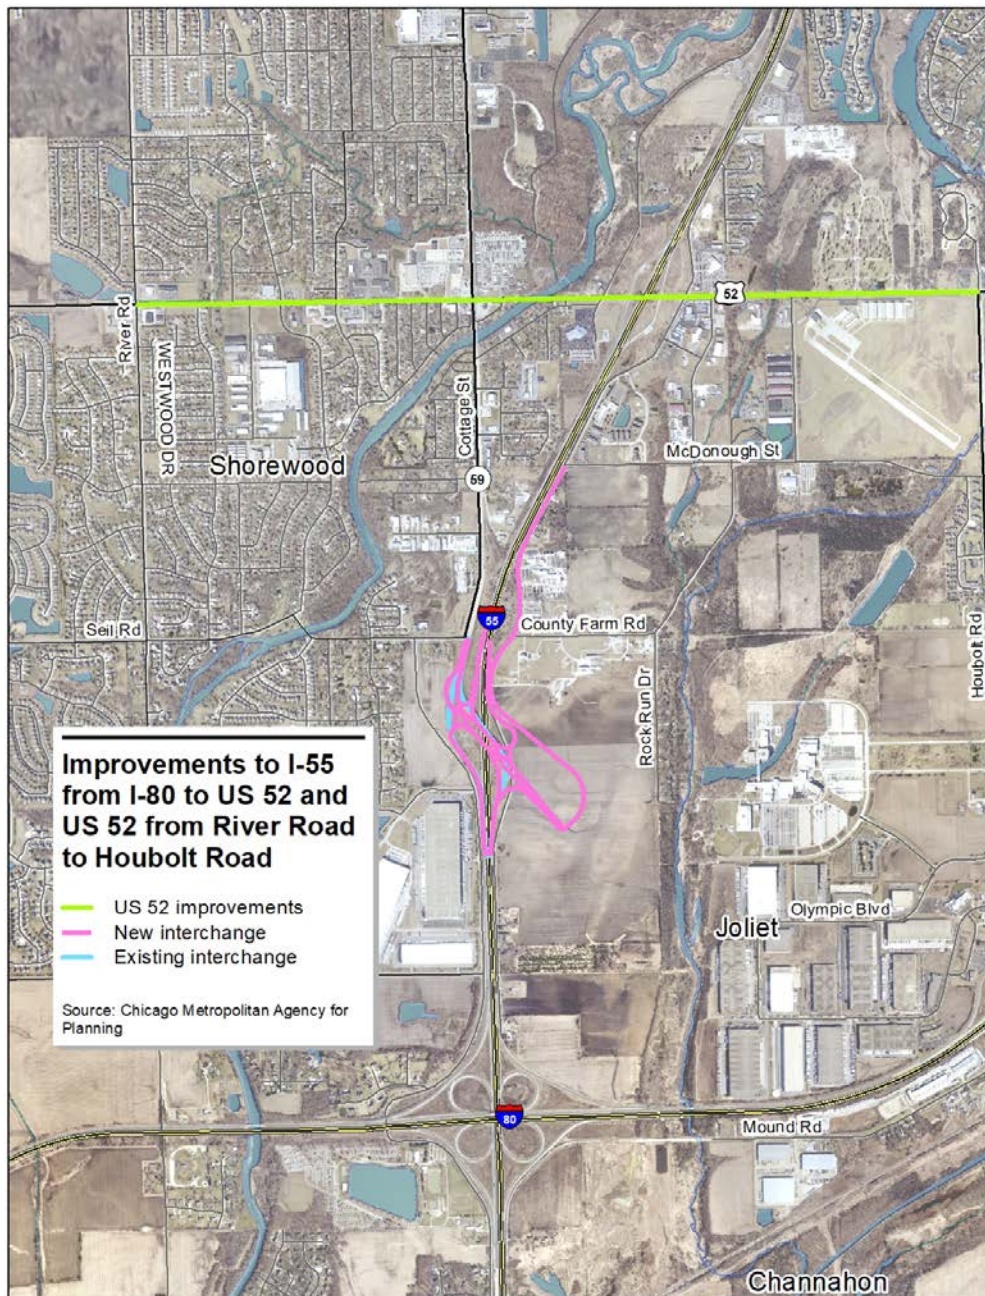 52
River Rd
WESTWOOD DR
Cottage St
McDonough St
Shorewood
59
55
County Farm Rd
Seil Rd
Houbolt Rd
Rock Run Dr
Improvements to I-55
from I-80 to US 52 and
US 52 from River Road
to Houbolt Road
US 52 improvements
New interchange
Existing interchange
Source: Chicago Metropolitan Agency for
Planning
Olympic Blvd
Joliet
80
Mound Rd
Channahon